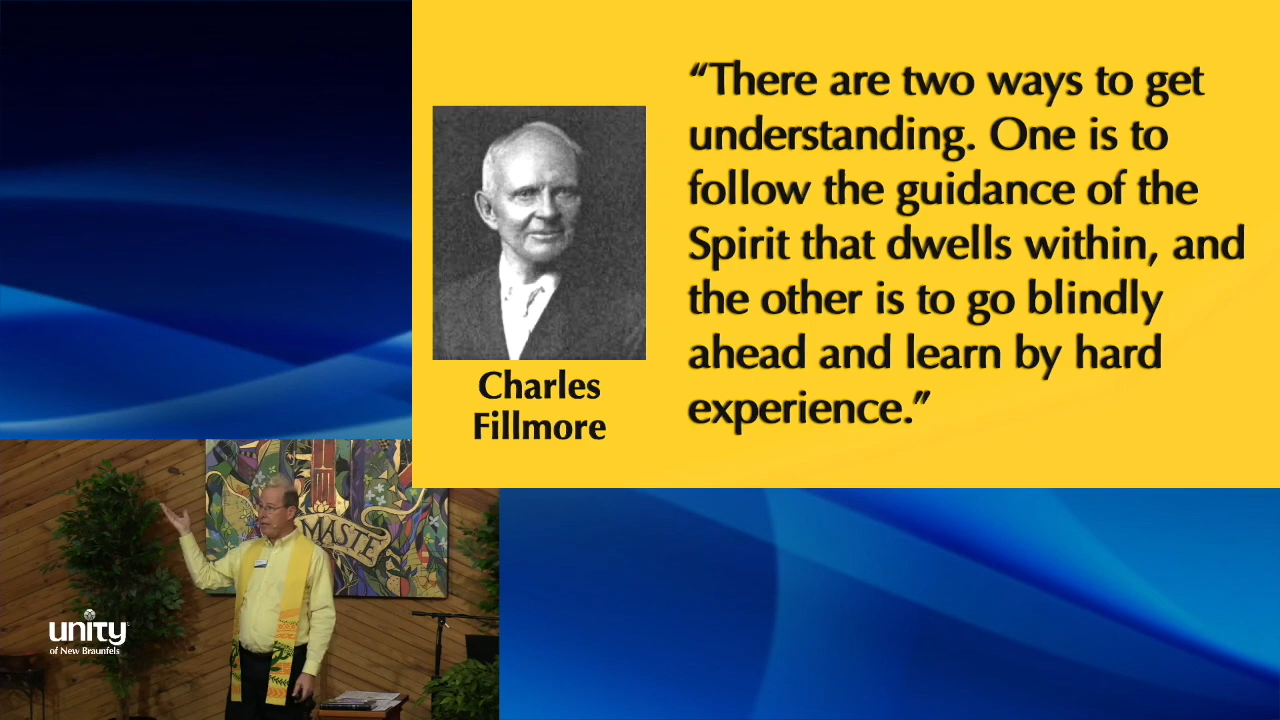 “There are two ways to get
understanding. One is to
follow the guidance of the
Spirit that dwells within, and
the other is to go blindly
ahead and learn by hard
experience.”
Charles
Fillmore
MASTE
unity
of New Braunfels